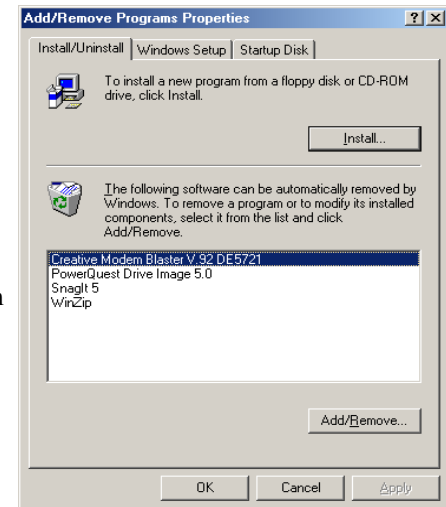 Add/Remove Programs Properties
Install/Uninstall Windows Setup Startup Disk
To install a new program from a floppy disk or CD-ROM
drive, click Install.
Install...
The following software can be automatically removed by
Windows. To remove a program or to modify its installed
components, select it from the list and click
Add/Remove.
Creative Modem Blaster V.92 DE5721
PowerQuest Drive Image 5.0
SnagIt 5
WinZip
Add/Remove...
OK Cancel Apply